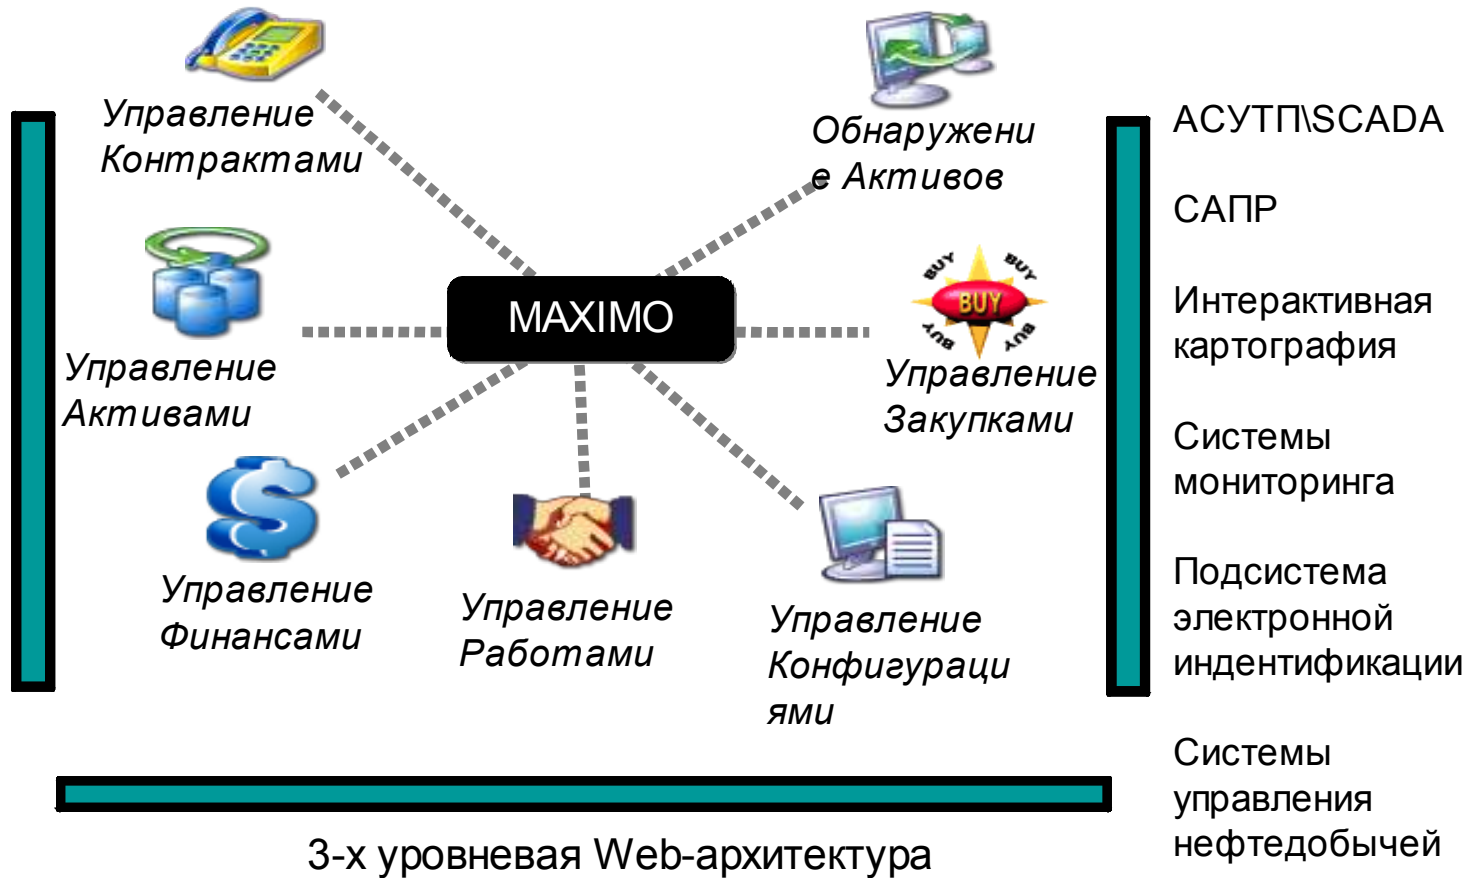 Управление
Контрактами
Обнаружени
е Активов
MAXIMO
BUY
BUY
BUY
BUY
BUY
Управление
Активами
Управление
Закупками
Управление
Финансами
Управление
Работами
Управление
Конфигураци
ями
3-х уровневая Web-архитектура
АСУТП\SCADA
САПР
Интерактивная
картография
Системы
мониторинга
Подсистема
электронной
индентификации
Системы
управления
нефтедобычей